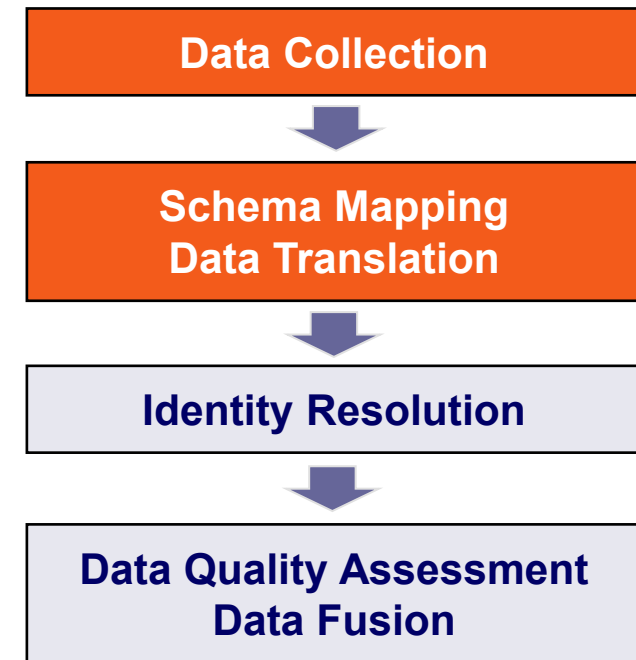 Data Collection
Schema Mapping
Data Translation
Identity Resolution
Data Quality Assessment
Data Fusion